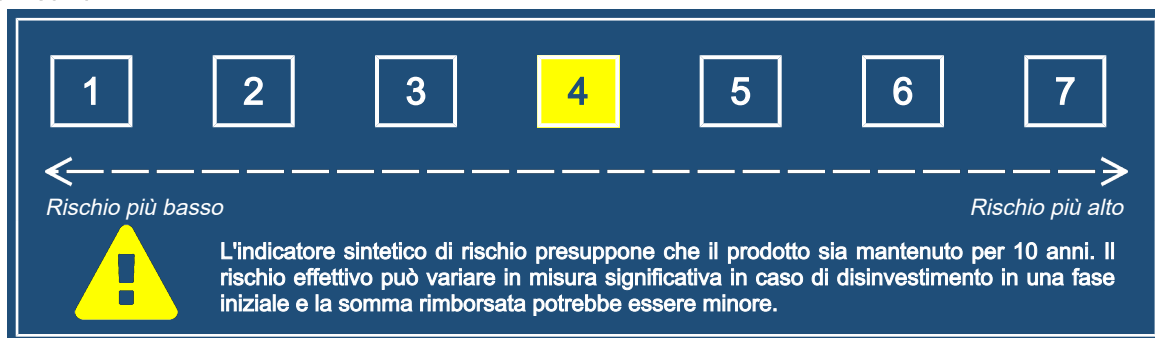 1 2 3 4 5 6 7
Rischio più basso Rischio più alto
L'indicatore sintetico di rischio presuppone che il prodotto sia mantenuto per 10 anni. Il
rischio effettivo può variare in misura significativa in caso di disinvestimento in una fase
iniziale e la somma rimborsata potrebbe essere minore.